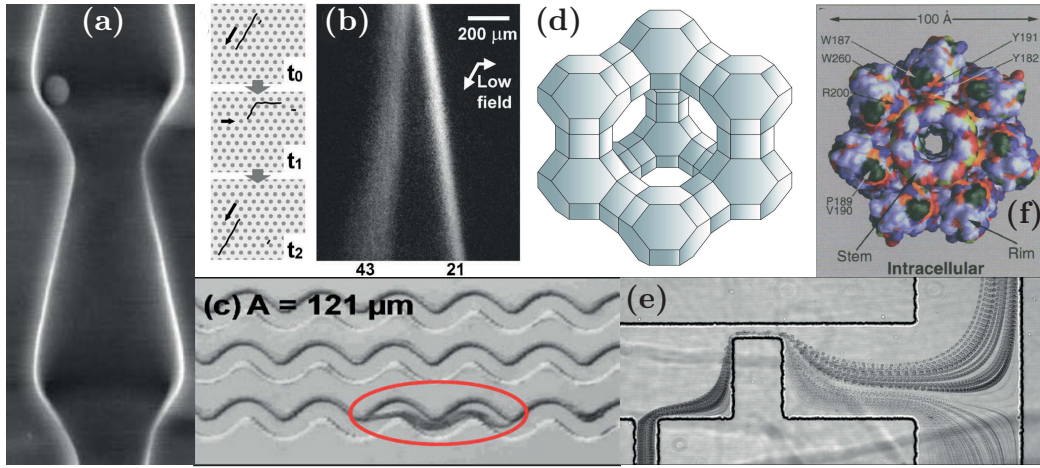 (a)
t0
t1
t2
(b)
200 µm
Low
field
43
21
(c) A = 121 µm
(d)
(e)
100 Å
W187
W260
R200
Y191
Y182
P189
V190
(f)
Stem
Rim
Intracellular